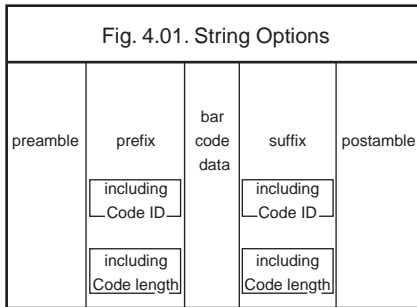 Fig. 4.01. String Options
bar
preamble prefix code suffix postamble
data
including including
Code ID Code ID
including including
Code length Code length